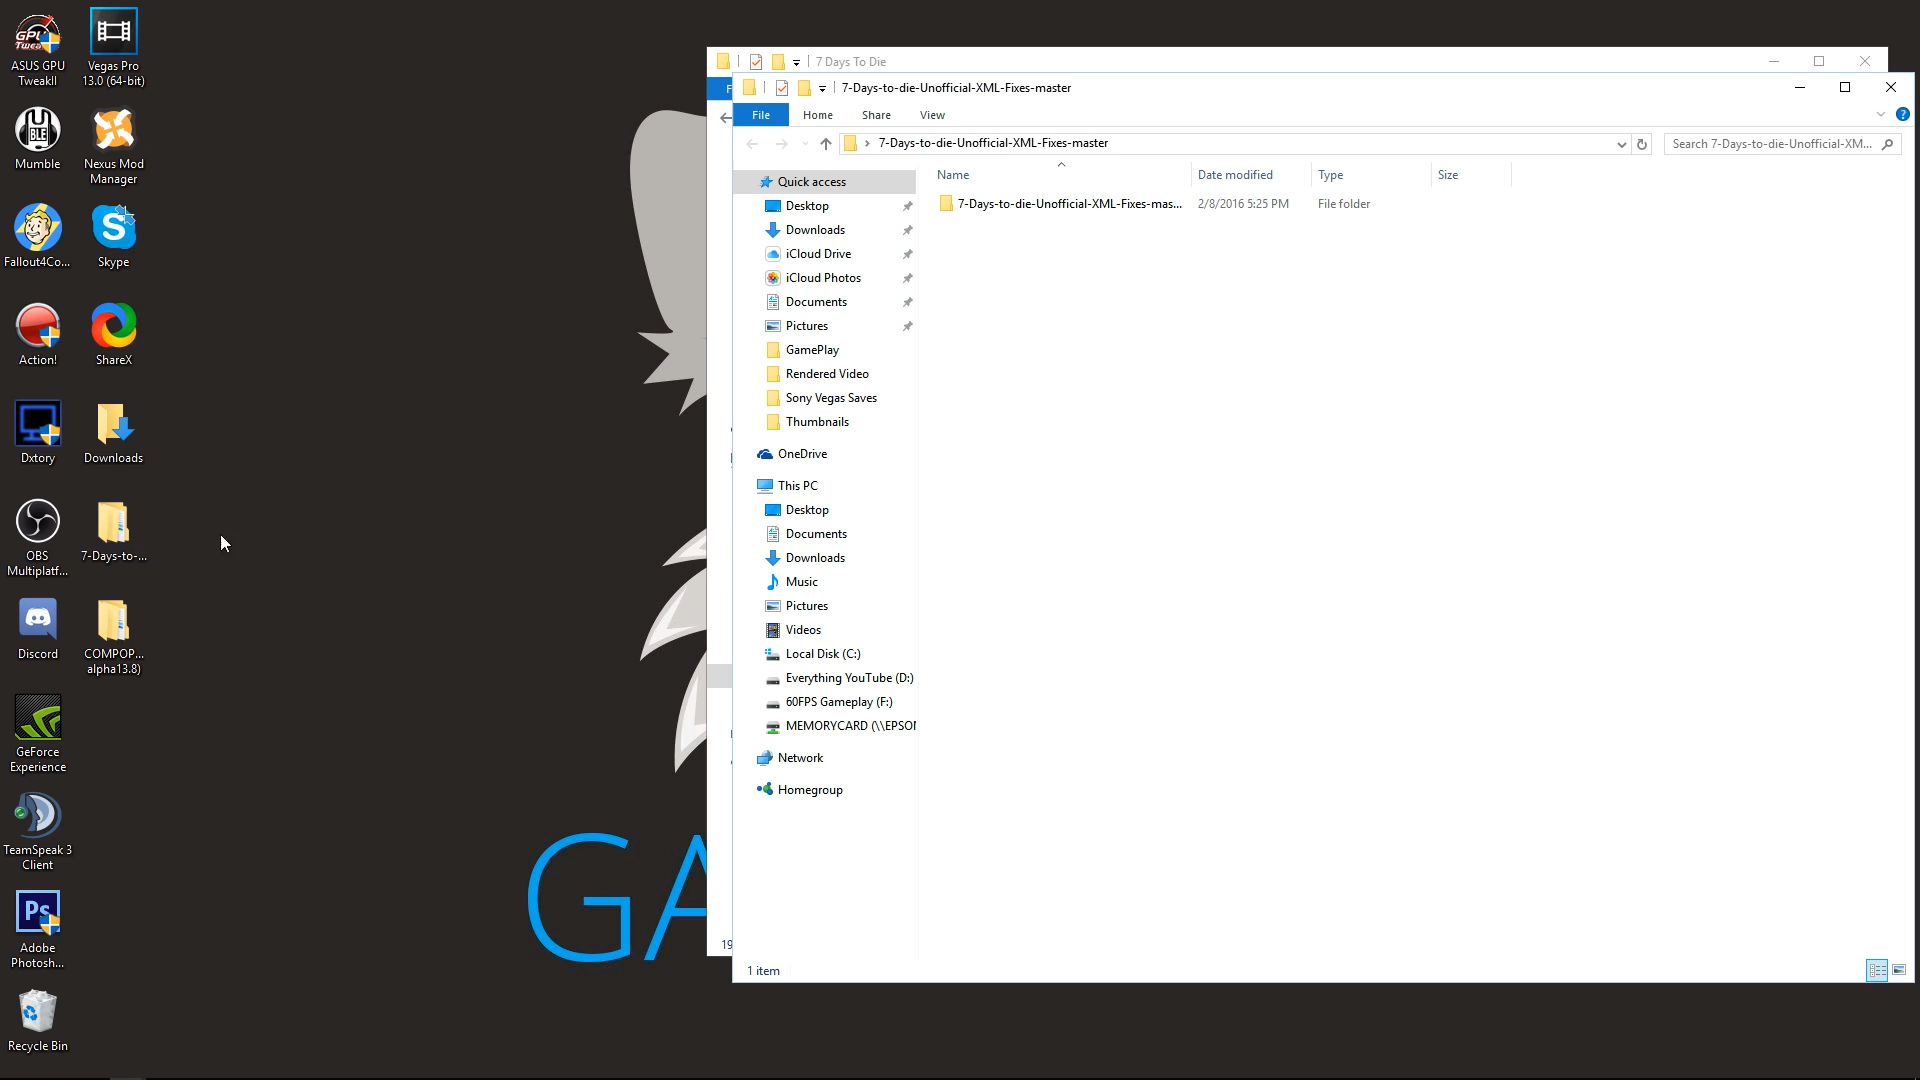 ASUS GPU
TweakII
Vegas Pro
13.0 (64-bit)
Mumble
Nexus Mod
Manager
Fallout4Co...
Skype
Action!
ShareX
Dxtory
Downloads
OBS
Multiplatf...
7-Days-to-...
Discord
COMPOP...
alpha13.8)
GeForce
Experience
TeamSpeak 3
Client
Adobe
Photosh...
Recycle Bin
GA
7 Days To Die
7-Days-to-die-Unofficial-XML-Fixes-master
File
Home
Share
View
7-Days-to-die-Unofficial-XML-Fixes-master
Search 7-Days-to-die-Unofficial-XM...
Name
Date modified
Type
Size
7-Days-to-die-Unofficial-XML-Fixes-mas...
2/8/2016 5:25 PM
File folder
Quick access
Desktop
Downloads
iCloud Drive
iCloud Photos
Documents
Pictures
GamePlay
Rendered Video
Sony Vegas Saves
Thumbnails
OneDrive
This PC
Desktop
Documents
Downloads
Music
Pictures
Videos
Local Disk (C:)
Everything YouTube (D:)
60FPS Gameplay (F:)
MEMORYCARD (\\EPSON
Network
Homegroup
19
1 item